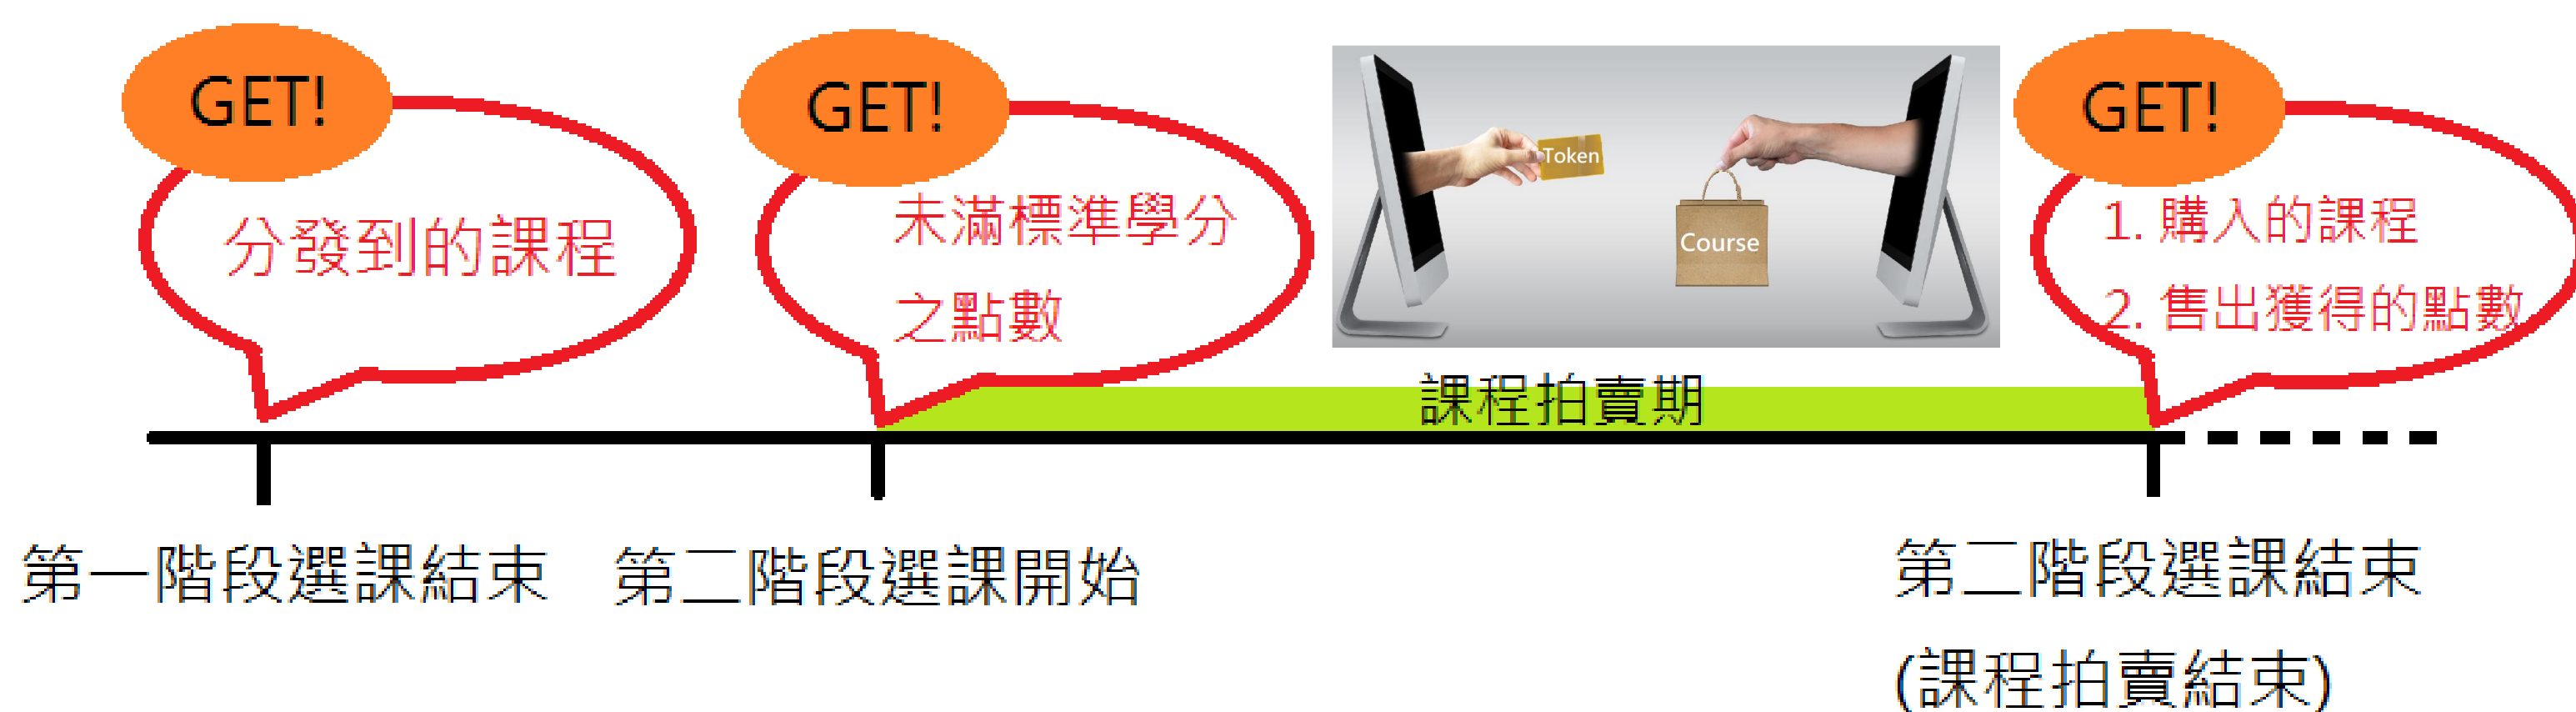 GET!
分發到的課程
GET!
未滿標準學分
之點數
Token
Course
GET!
1. 購入的課程
2. 售出獲得的點數
課程拍賣期
第一階段選課結束
第二階段選課開始
第二階段選課結束
(課程拍賣結束)